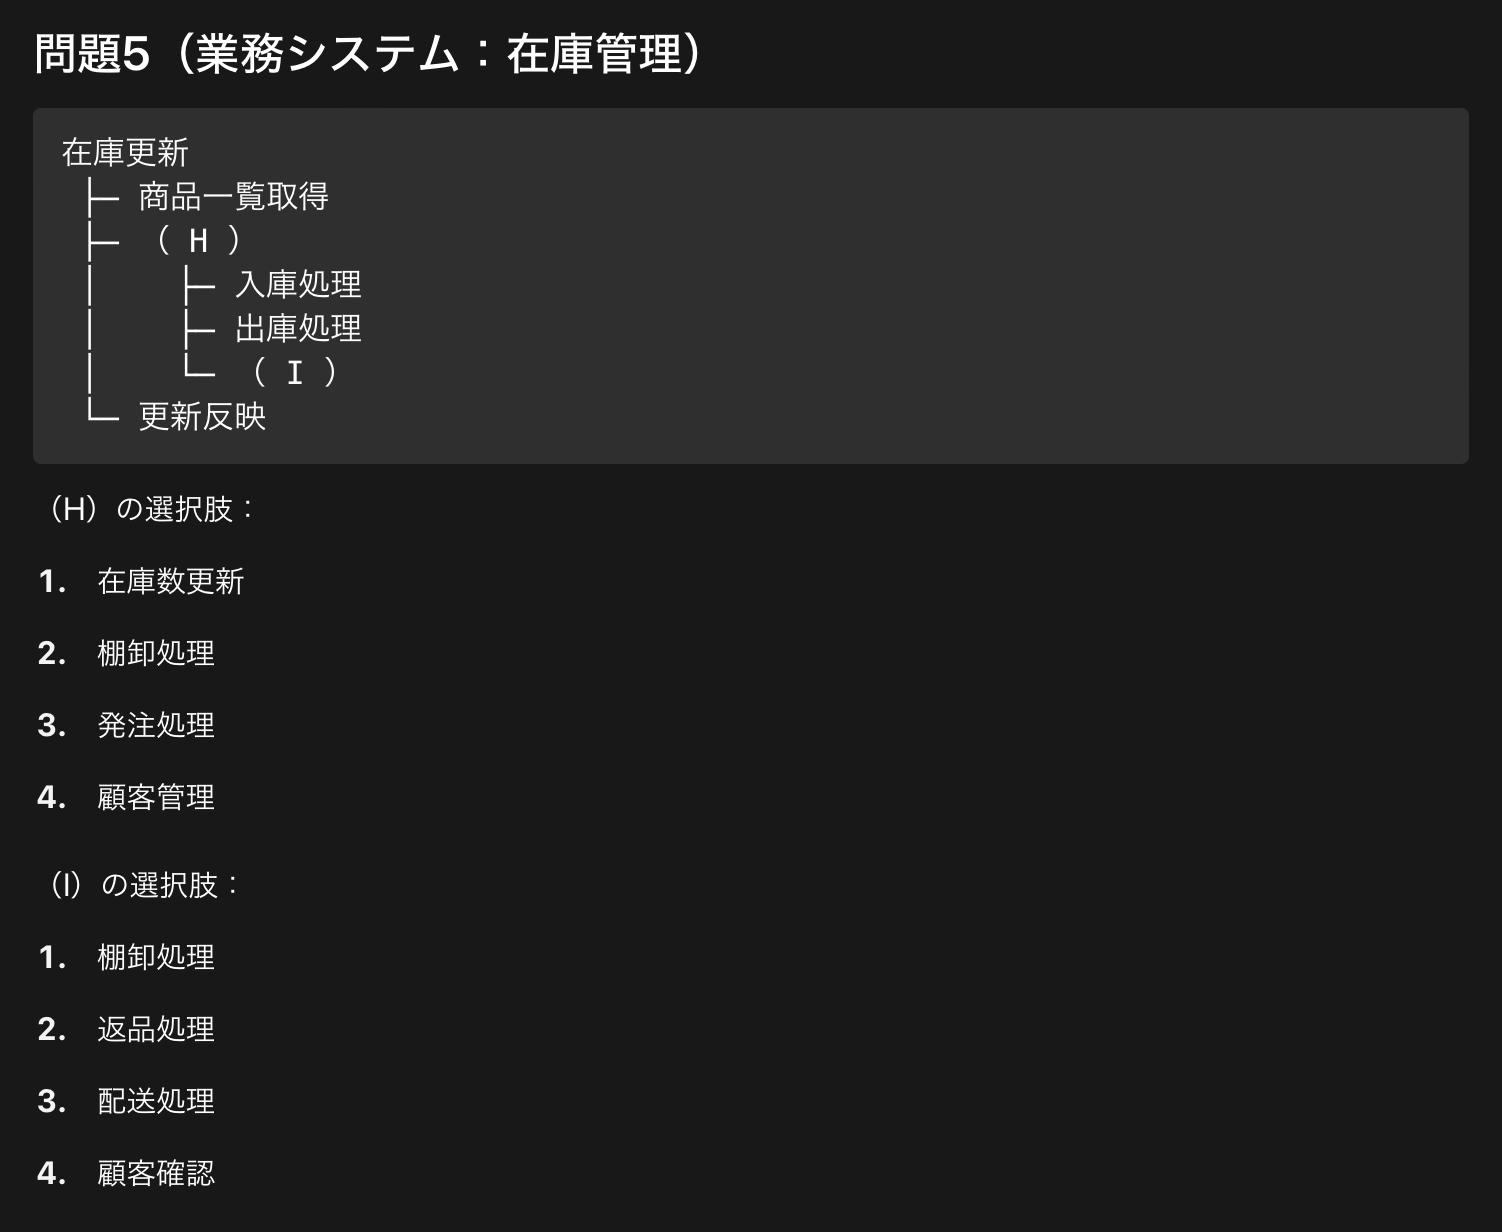 問題5（業務システム：在庫管理）
在庫更新
├─ 商品一覧取得
├─ （ H ）
│   ├─ 入庫処理
│   ├─ 出庫処理
│   └─ （ I ）
└─ 更新反映
（H）の選択肢：
1. 在庫数更新
2. 棚卸処理
3. 発注処理
4. 顧客管理
（I）の選択肢：
1. 棚卸処理
2. 返品処理
3. 配送処理
4. 顧客確認